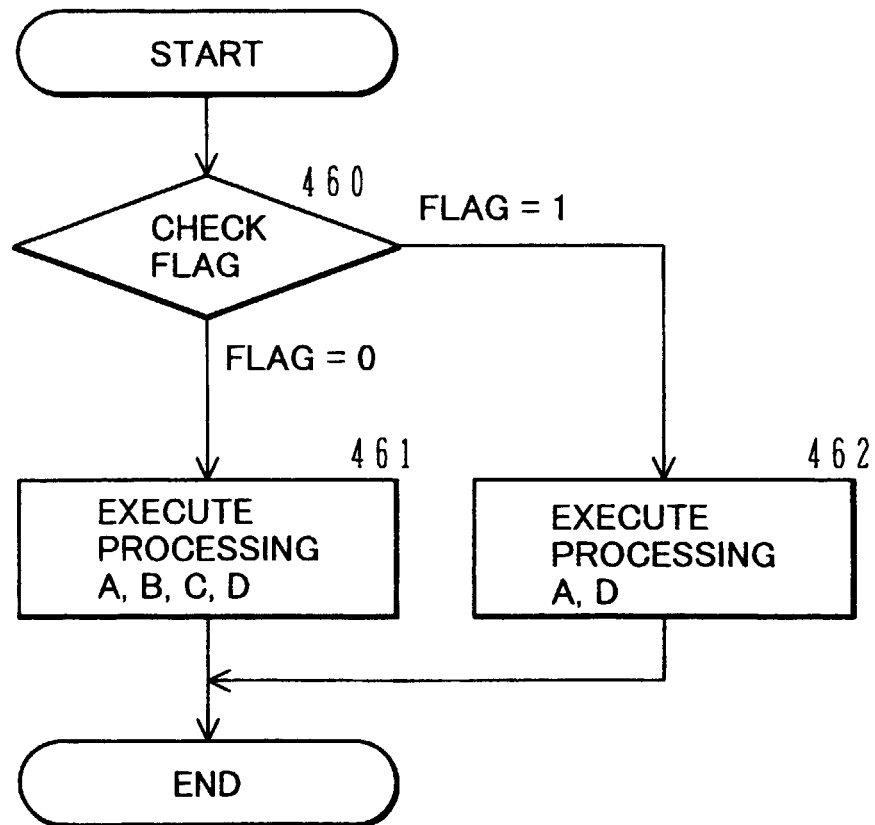 START
460
CHECK
FLAG
FLAG = 1
FLAG = 0
461
EXECUTE
PROCESSING
A, B, C, D
462
EXECUTE
PROCESSING
A, D
END